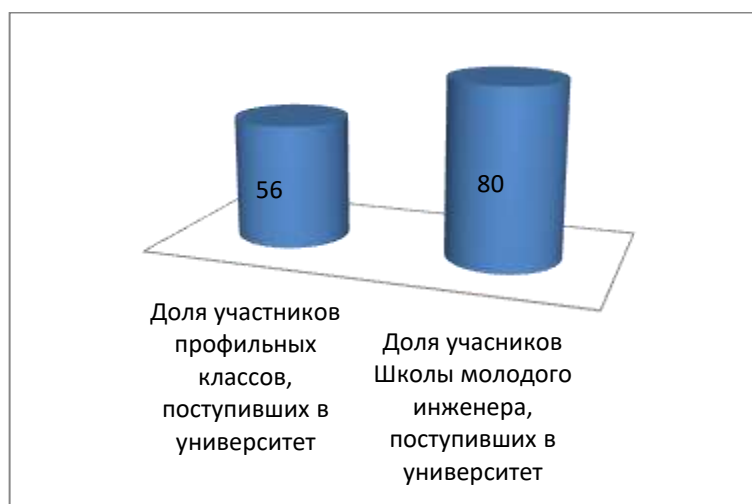 56
80
Доля участников
профильных
классов,
поступивших в
университет
Доля учасников
Школы молодого
инженера,
поступивших в
университет